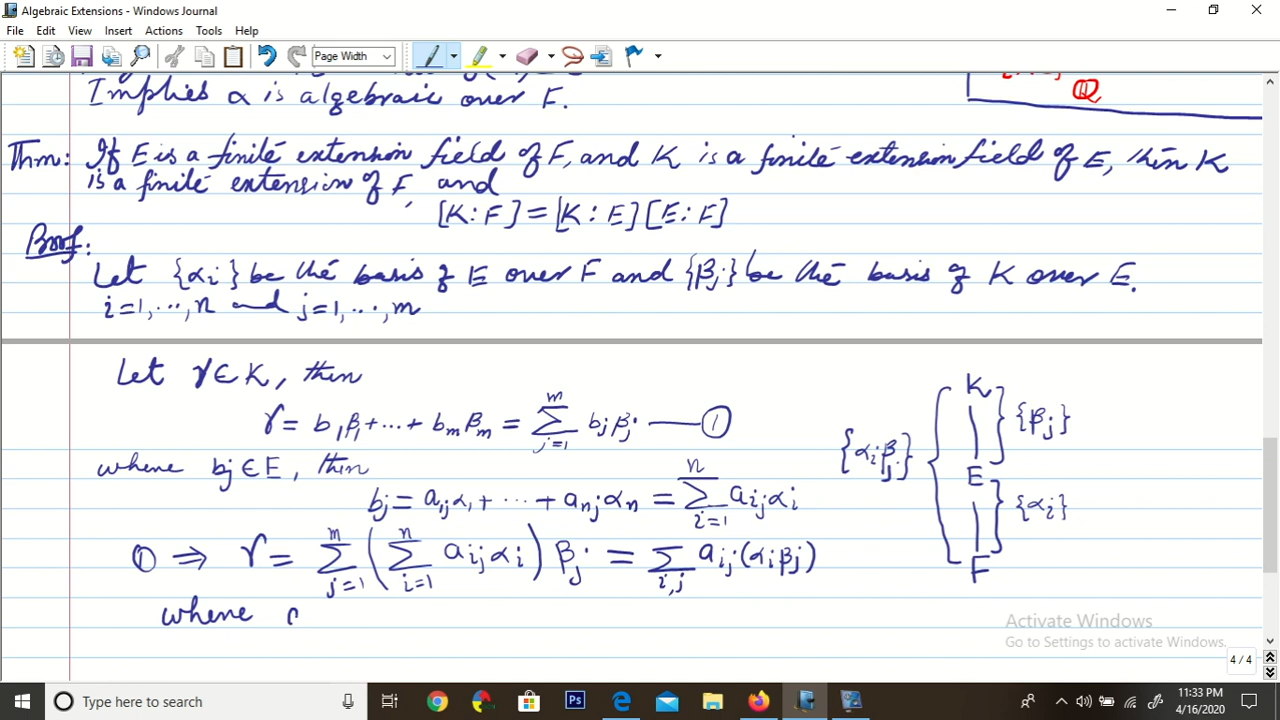 Algebraic Extensions - Windows Journal
File Edit View Insert Actions Tools Help
Page Width
Implies α is algebraic over F.
ℚ
Thm: If E is a finite extension field of F, and K is a finite extension field of E, then K
is a finite extension of F, and
[K:F] = [K:E][E:F]
Proof:
Let {αi} be the basis of E over F and {βj} be the basis of K over E.
i=1,...,n and j=1,...,m
Let γ∈K, then
γ = b₁β₁+...+ bmβm = ∑_{j=1}^{m} bjβj —— ①
where bj∈E, then
bj = a₁jα₁ + ... + anjαn = ∑_{i=1}^{n} aijαi
① ⇒ γ = ∑_{j=1}^{m} (∑_{i=1}^{n} aijαi) βj = ∑_{i,j} aij(αiβj)
where
K
{βj}
{αiβj}
E
{αi}
F
Activate Windows
Go to Settings to activate Windows.
4 / 4
Type here to search
Ps
11:33 PM
4/16/2020